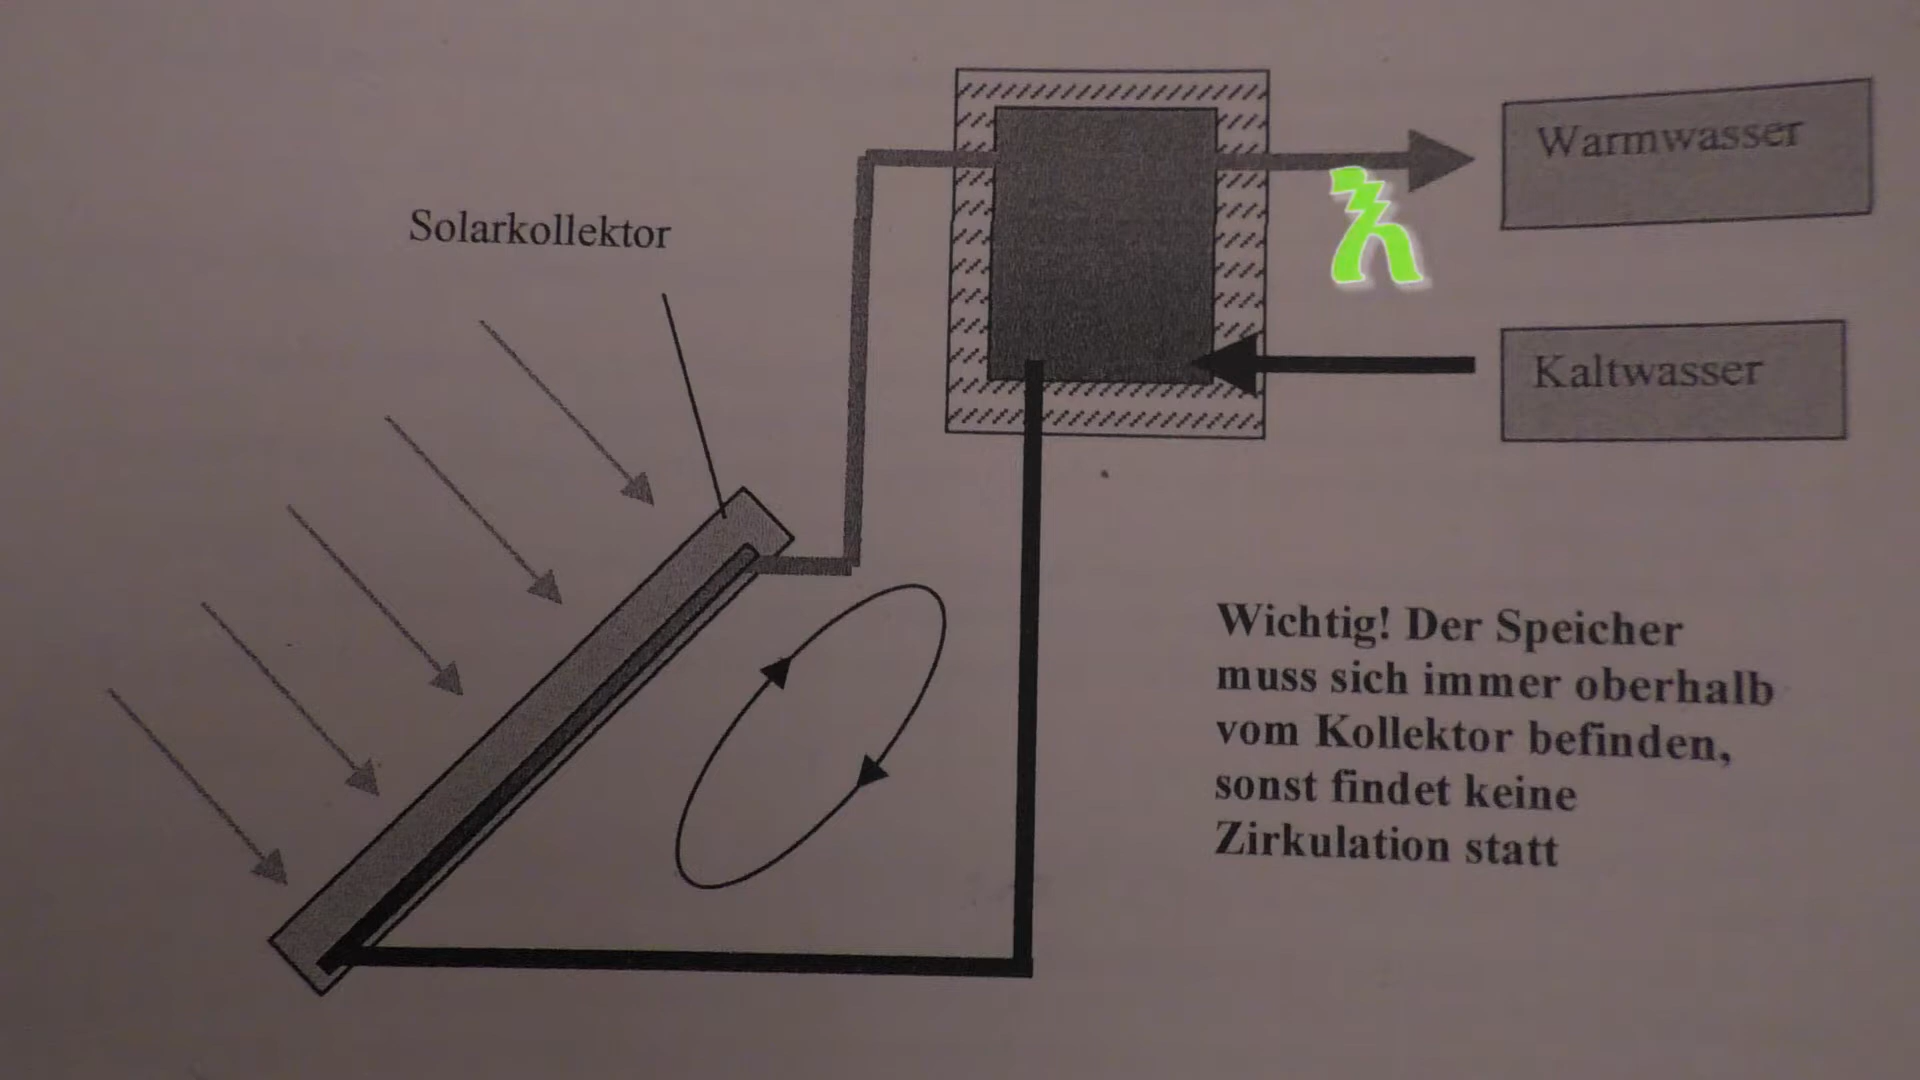 Solarkollektor
Warmwasser
Kaltwasser
Wichtig! Der Speicher
muss sich immer oberhalb
vom Kollektor befinden,
sonst findet keine
Zirkulation statt